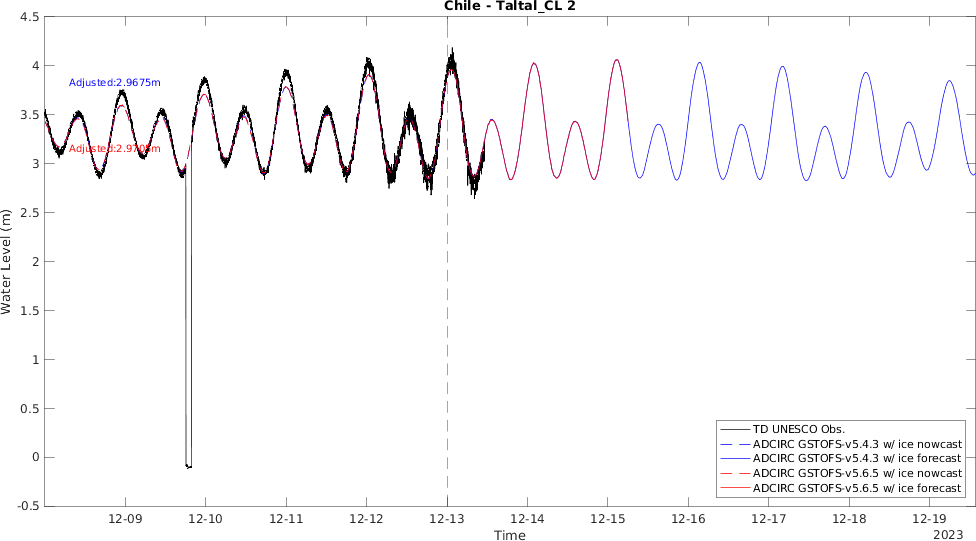 Chile - Taltal_CL 2
4.5
4
3.5
3
2.5
2
1.5
1
0.5
0
-0.5
Water Level (m)
Adjusted:2.9675m
TD UNESCO Obs.
ADCIRC GSTOFS-v5.4.3 w/ ice nowcast
ADCIRC GSTOFS-v5.4.3 w/ ice forecast
ADCIRC GSTOFS-v5.6.5 w/ ice nowcast
ADCIRC GSTOFS-v5.6.5 w/ ice forecast
12-09
12-10
12-11
12-12
12-13
12-14
12-15
12-16
12-17
12-18
12-19
Time
2023